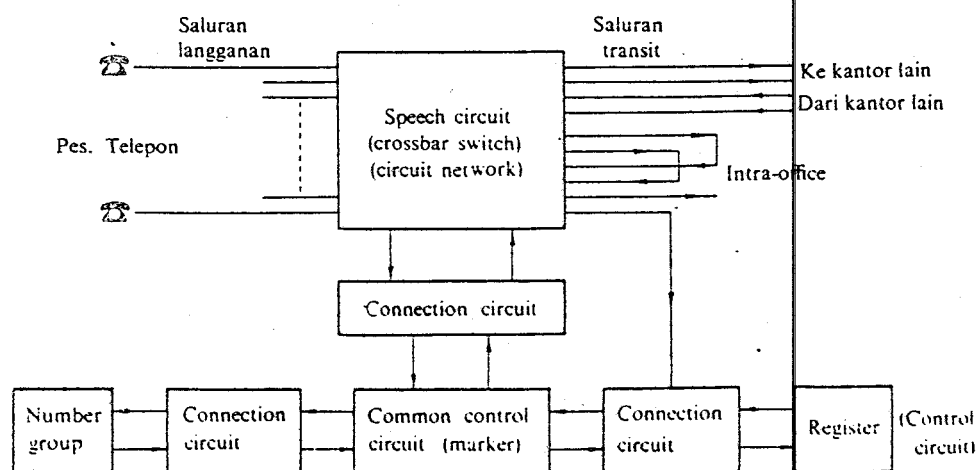 Saluran
langganan
Saluran
transit
Ke kantor lain
Dari kantor lain
Speech circuit
(crossbar switch)
(circuit network)
Pes. Telepon
Intra-office
Connection circuit
Number
group
Connection
circuit
Common control
circuit (marker)
Connection
circuit
Register
(Control
circuit)